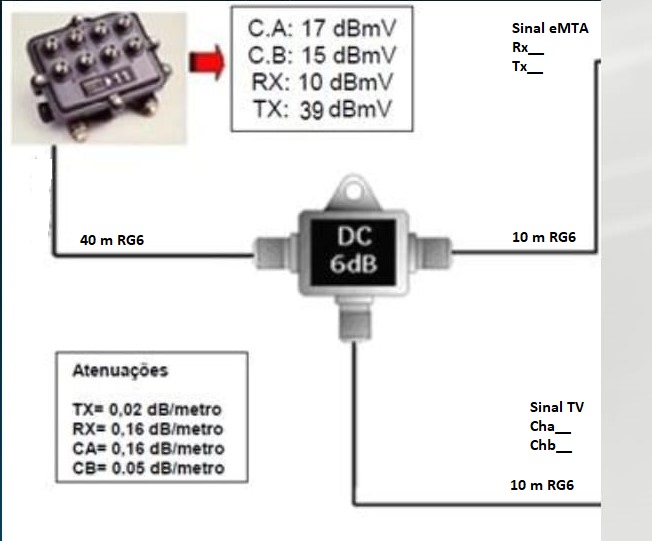 C.A: 17 dBmV
C.B: 15 dBmV
RX: 10 dBmV
TX: 39 dBmV
Sinal eMTA
Rx__
Tx__
40 m RG6
DC
6dB
10 m RG6
Atenuações
TX= 0,02 dB/metro
RX= 0,16 dB/metro
CA= 0,16 dB/metro
CB= 0.05 dB/metro
Sinal TV
Cha__
Chb__
10 m RG6